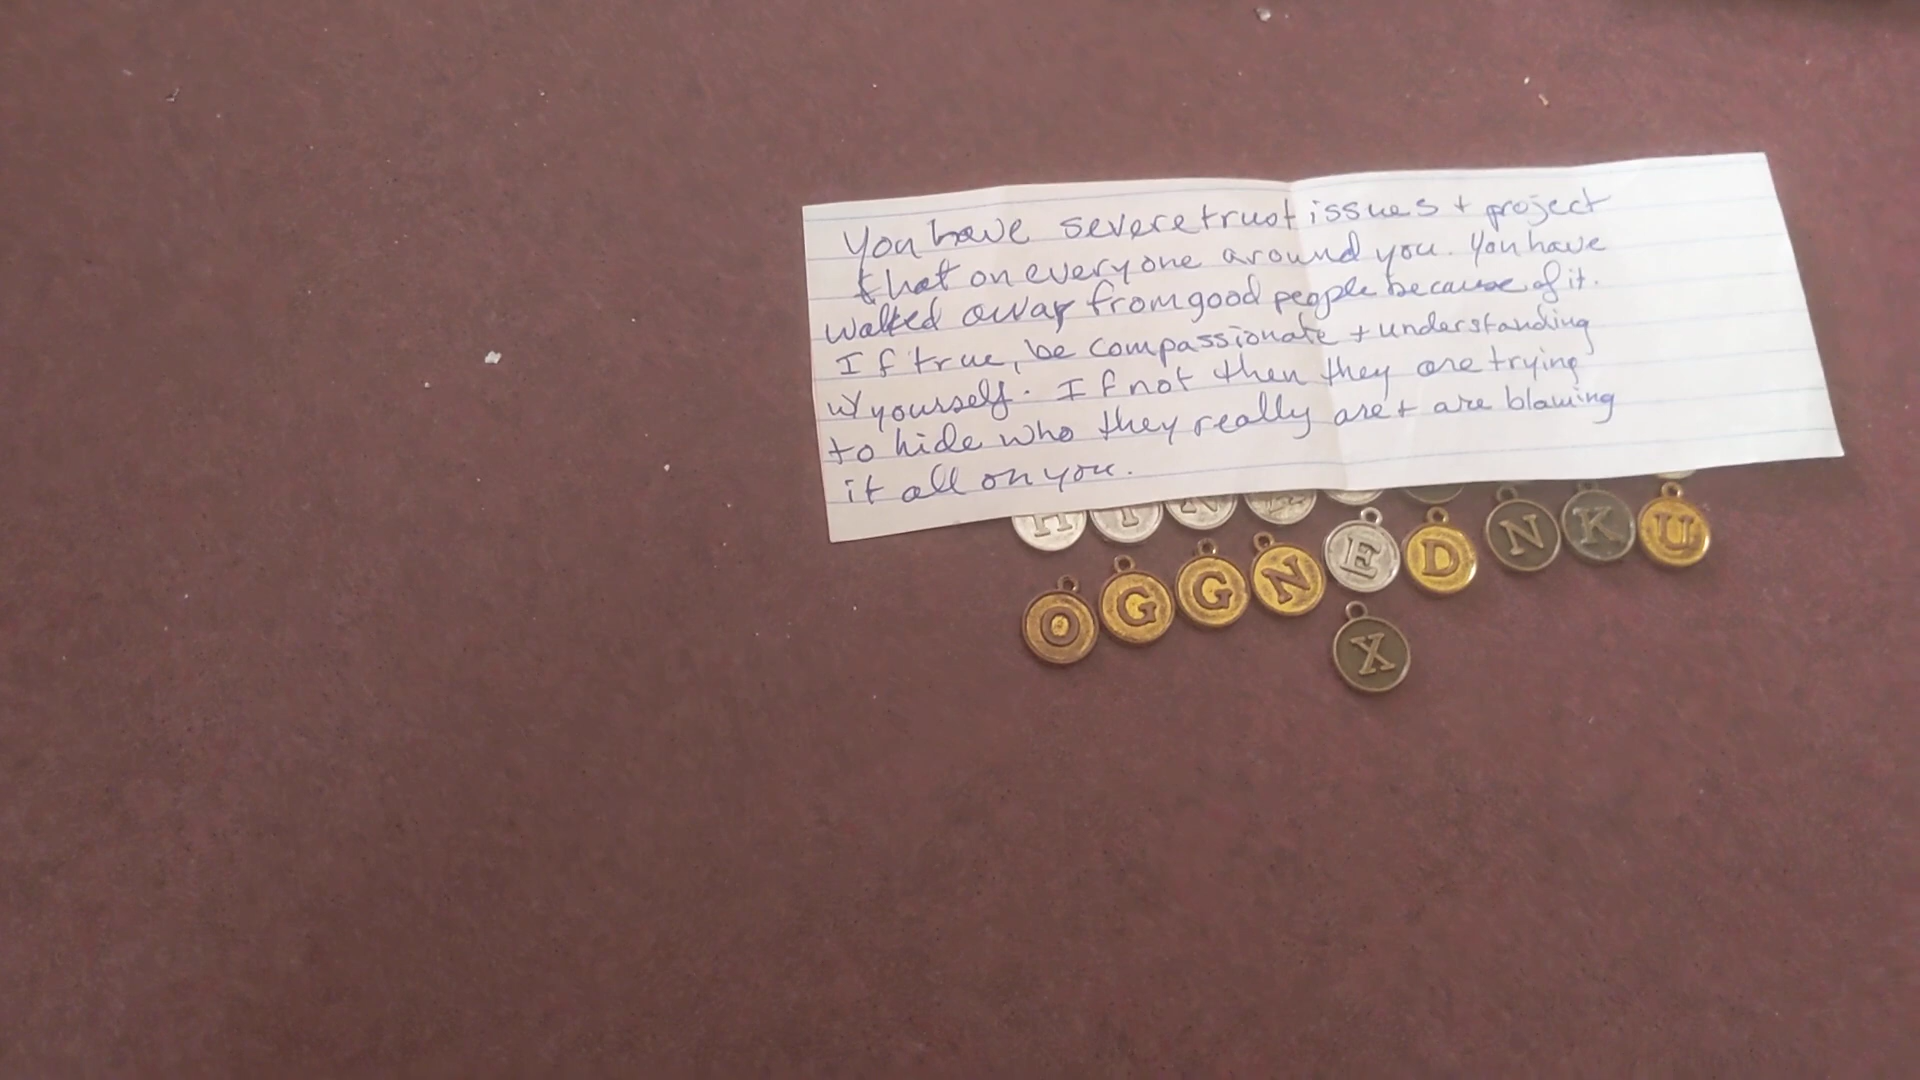 You have severe trust issues + project
that on everyone around you. You have
walked away from good people because of it.
If true, be compassionate + understanding
w/ yourself. If not then they are trying
to hide who they really are + are blaming
it all on you.
H I N
E D N K U
O G G N
X